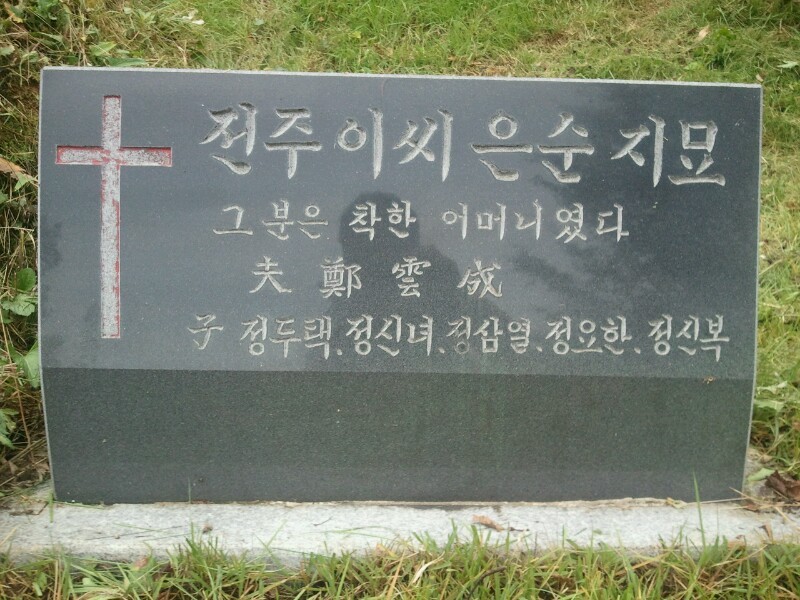 전주이씨은순지묘
그분은 착한 어머니였다
夫 鄭雲成
子 정두택.정신녀.정삼열.정요한.정신복